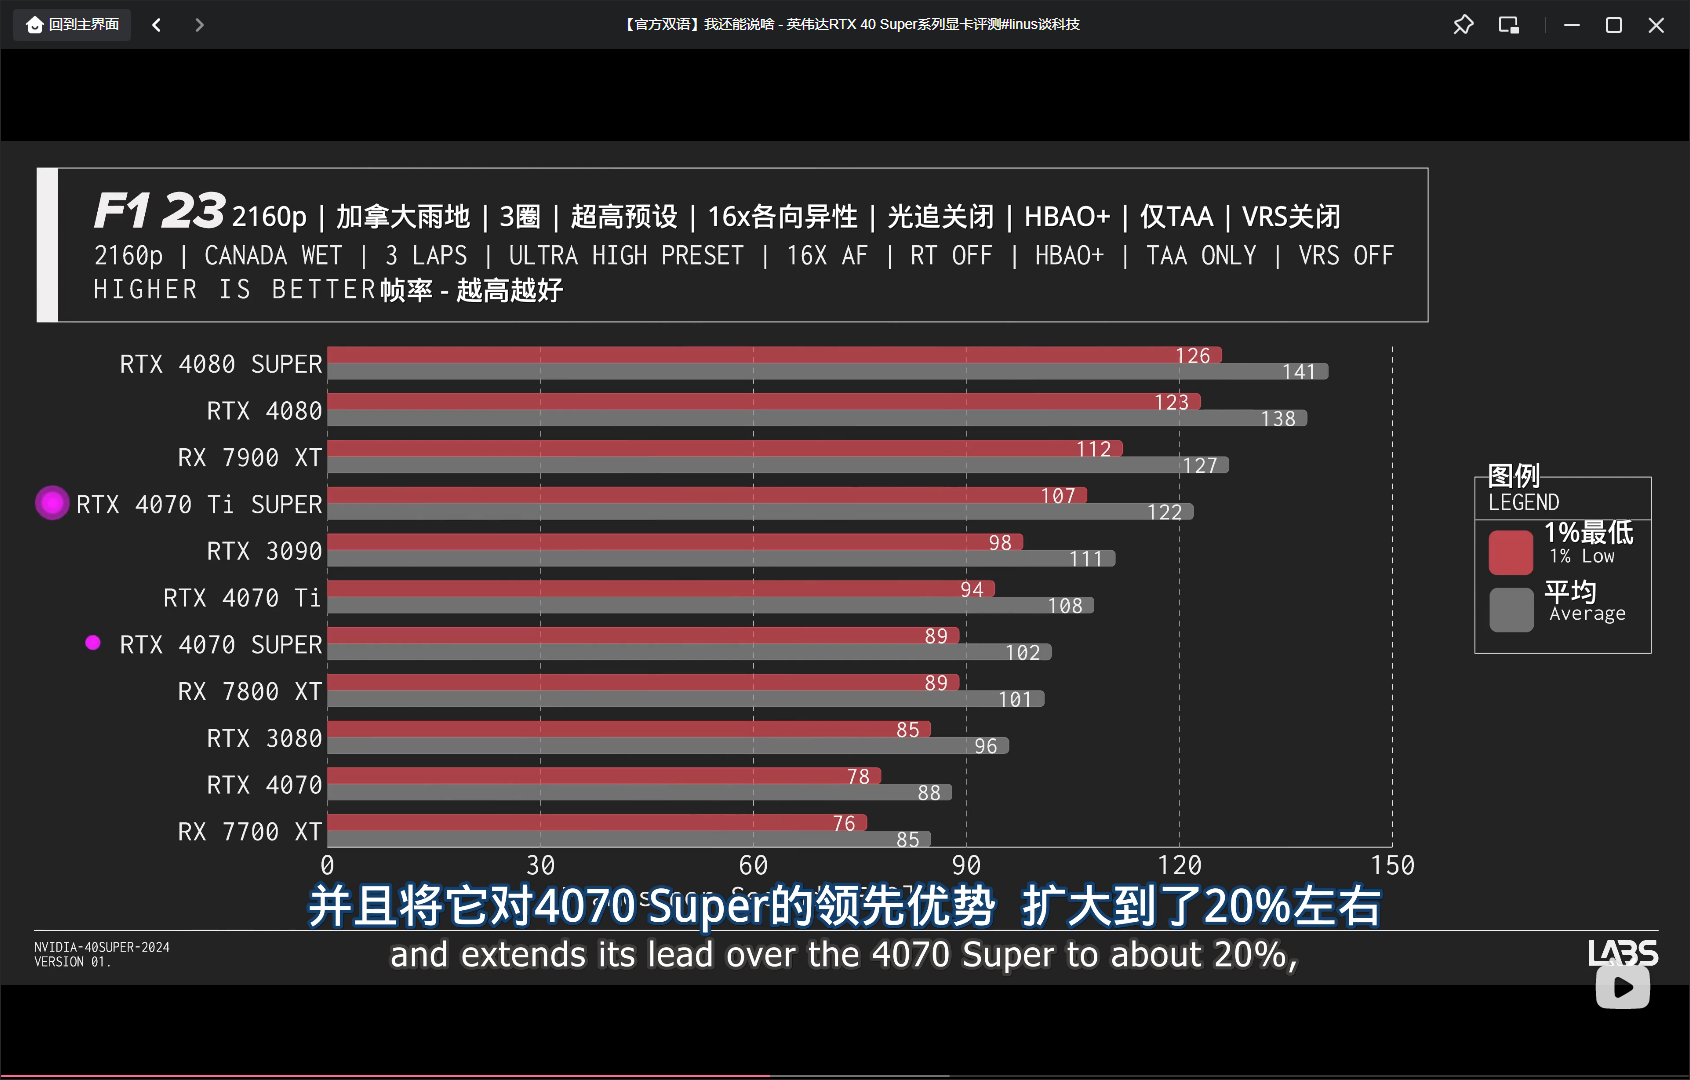 回到主界面
【官方双语】我还能说啥 - 英伟达RTX 40 Super系列显卡评测#linus谈科技
F1 23 2160p | 加拿大雨地 | 3圈 | 超高预设 | 16x各向异性 | 光追关闭 | HBAO+ | 仅TAA | VRS关闭
2160p | CANADA WET | 3 LAPS | ULTRA HIGH PRESET | 16X AF | RT OFF | HBAO+ | TAA ONLY | VRS OFF
HIGHER IS BETTER帧率 - 越高越好
RTX 4080 SUPER 126 141
RTX 4080 123 138
RX 7900 XT 112 127
RTX 4070 Ti SUPER 107 122
RTX 3090 98 111
RTX 4070 Ti 94 108
RTX 4070 SUPER 89 102
RX 7800 XT 89 101
RTX 3080 85 96
RTX 4070 78 88
RX 7700 XT 76 85
0 30 60 90 120 150
图例
LEGEND
1%最低
1% Low
平均
Average
并且将它对4070 Super的领先优势 扩大到了20%左右
and extends its lead over the 4070 Super to about 20%,
NVIDIA-40SUPER-2024
VERSION 01.
LABS